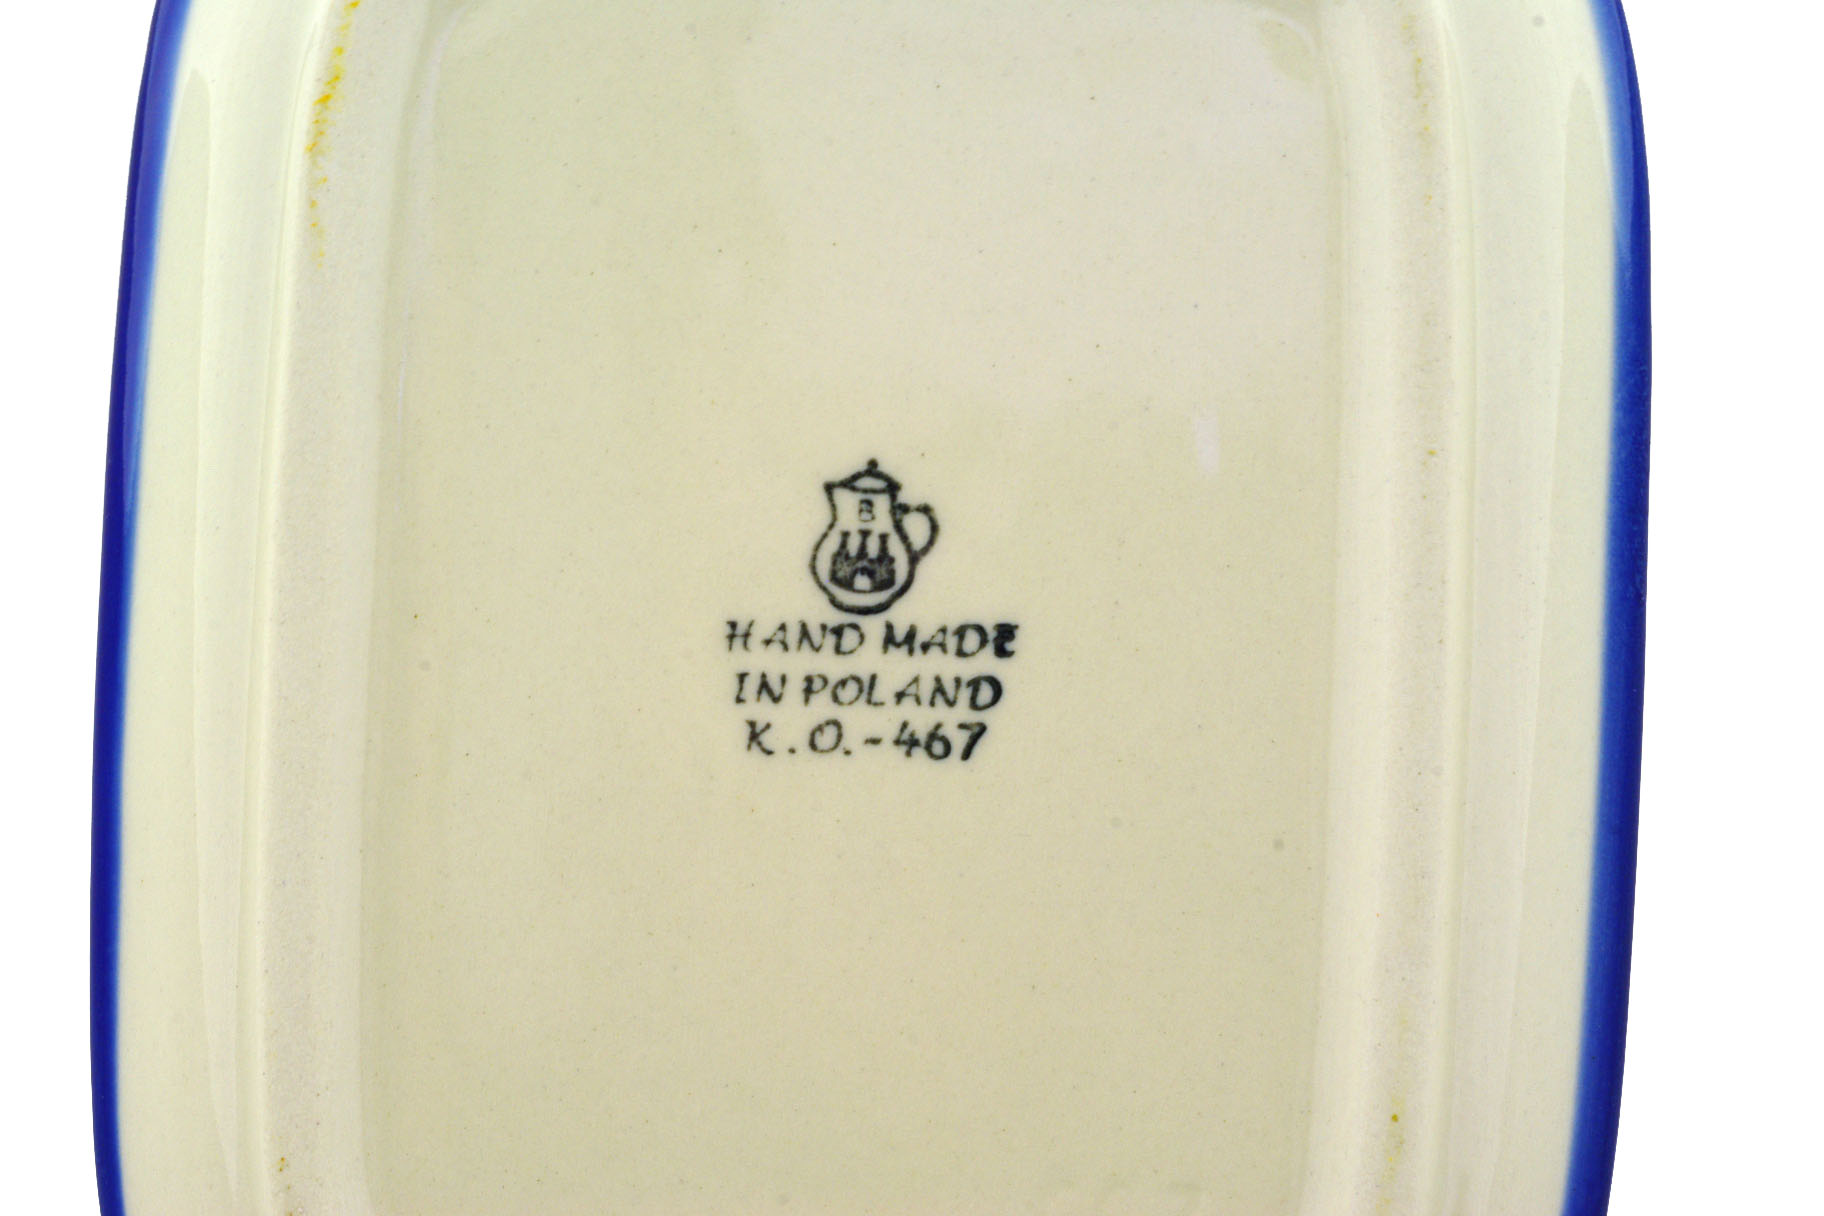 B
HAND MADE
IN POLAND
K.O.-467